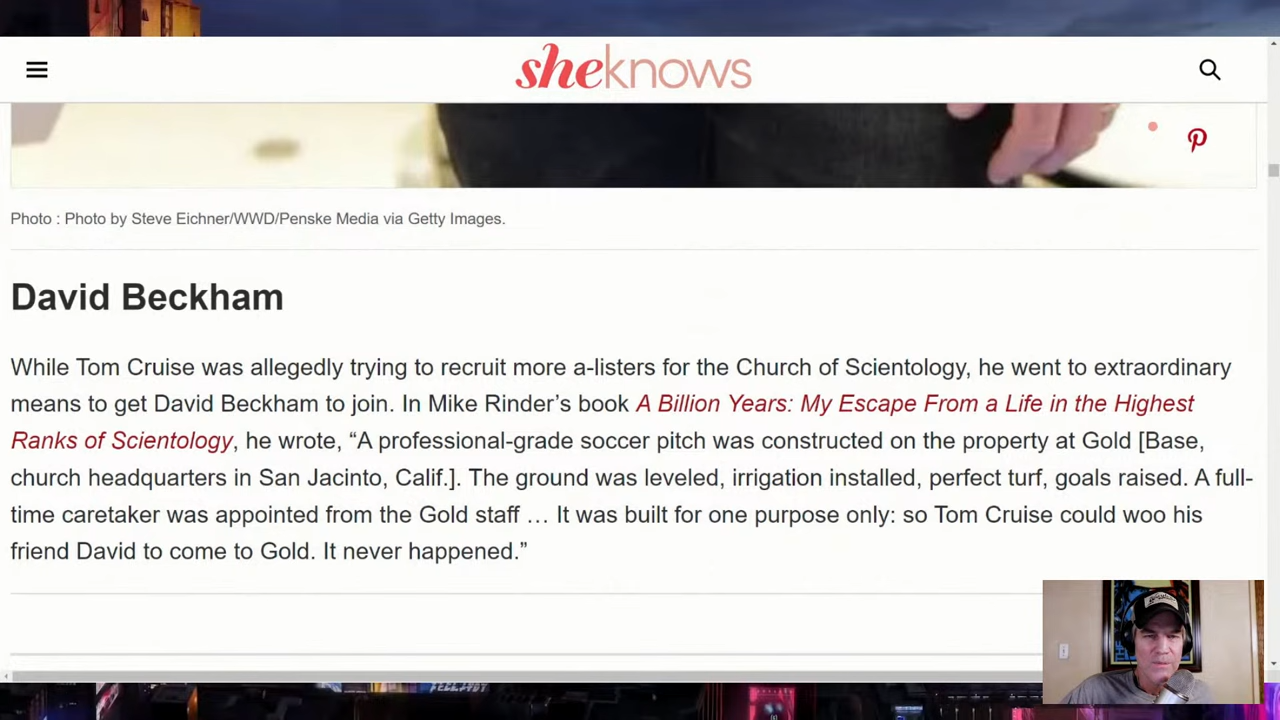 sheknows
Photo : Photo by Steve Eichner/WWD/Penske Media via Getty Images.
David Beckham
While Tom Cruise was allegedly trying to recruit more a-listers for the Church of Scientology, he went to extraordinary
means to get David Beckham to join. In Mike Rinder’s book A Billion Years: My Escape From a Life in the Highest
Ranks of Scientology, he wrote, “A professional-grade soccer pitch was constructed on the property at Gold [Base,
church headquarters in San Jacinto, Calif.]. The ground was leveled, irrigation installed, perfect turf, goals raised. A full-
time caretaker was appointed from the Gold staff … It was built for one purpose only: so Tom Cruise could woo his
friend David to come to Gold. It never happened.”